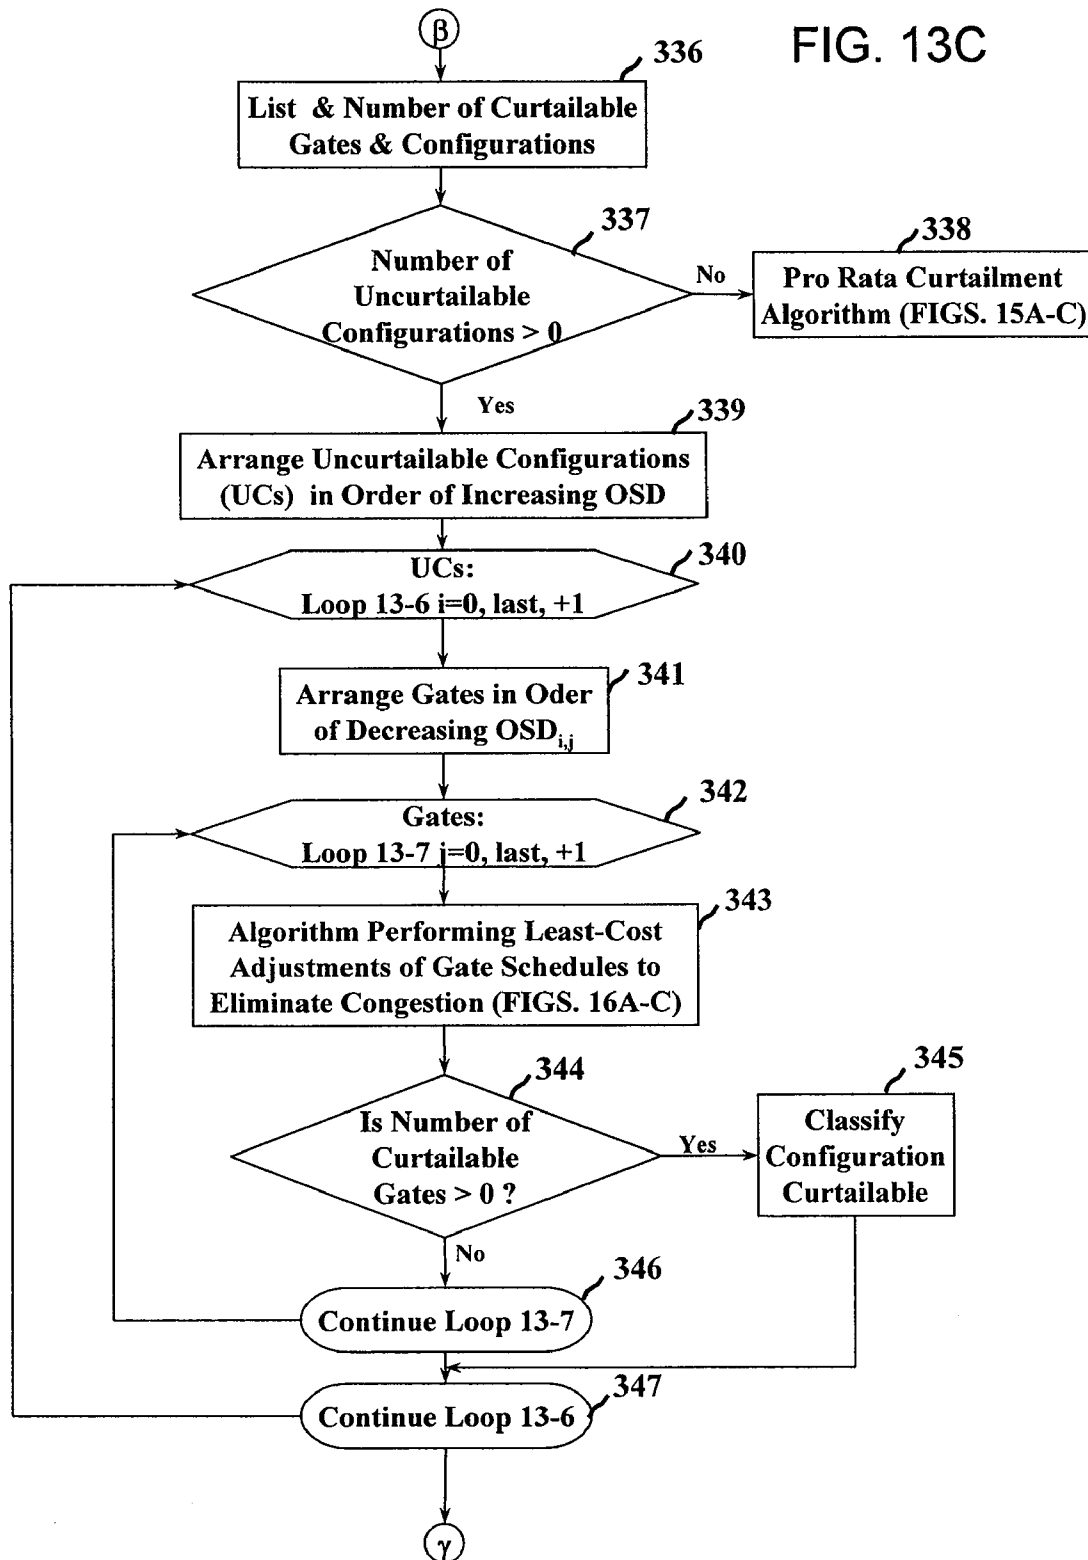 β
FIG. 13C
336
List & Number of Curtailable
Gates & Configurations
337
Number of
Uncurtailable
Configurations > 0
No
338
Pro Rata Curtailment
Algorithm (FIGS. 15A-C)
Yes
339
Arrange Uncurtailable Configurations
(UCs) in Order of Increasing OSD
340
UCs:
Loop 13-6 i=0, last, +1
341
Arrange Gates in Oder
of Decreasing OSDi,j
342
Gates:
Loop 13-7 j=0, last, +1
343
Algorithm Performing Least-Cost
Adjustments of Gate Schedules to
Eliminate Congestion (FIGS. 16A-C)
344
Is Number of
Curtailable
Gates > 0 ?
Yes
345
Classify
Configuration
Curtailable
No
346
Continue Loop 13-7
347
Continue Loop 13-6
γ